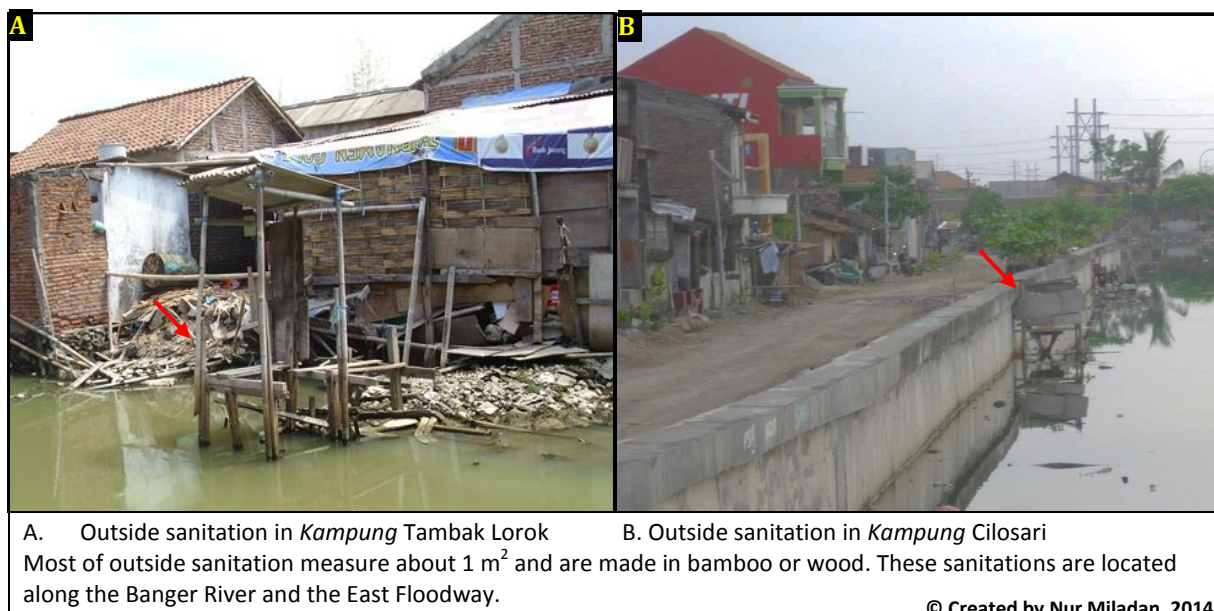 A
B
Bank Jateng
A. Outside sanitation in Kampung Tambak Lorok B. Outside sanitation in Kampung Cilosari
Most of outside sanitation measure about 1 m² and are made in bamboo or wood. These sanitations are located
along the Banger River and the East Floodway.
© Created by Nur Miladan, 2014